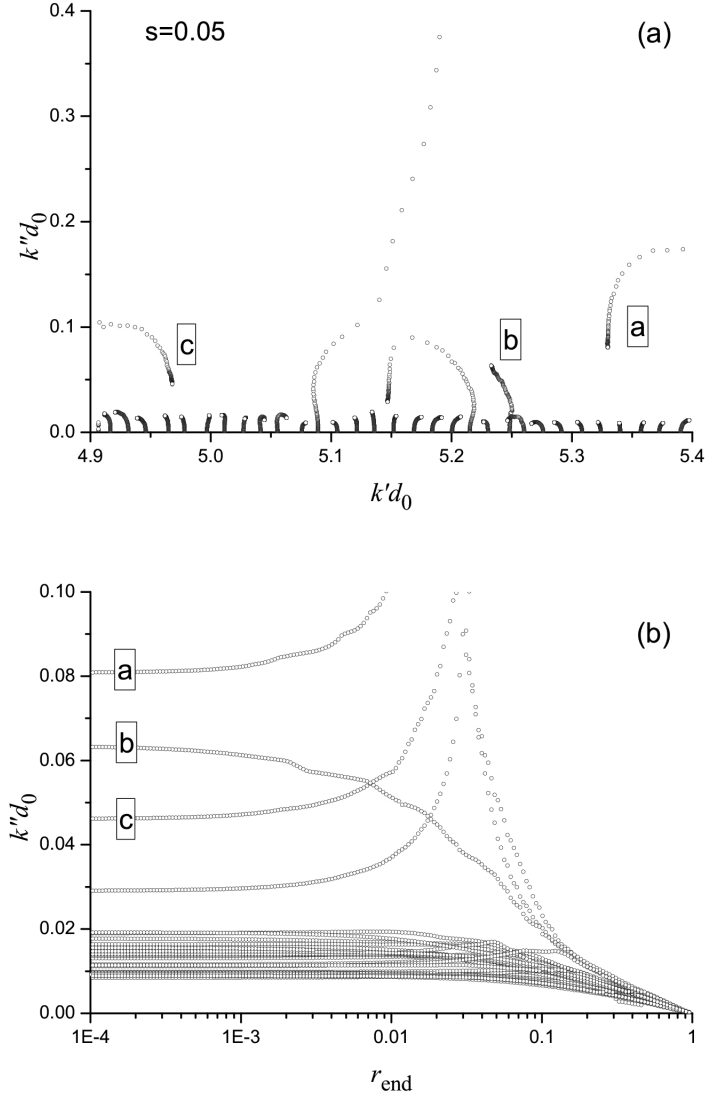 s=0.05
(a)
0.4
0.3
0.2
0.1
0.0
k″d₀
c
b
a
4.9 5.0 5.1 5.2 5.3 5.4
k′d₀
(b)
0.10
0.08
0.06
0.04
0.02
0.00
k″d₀
a
b
c
1E-4 1E-3 0.01 0.1 1
r_end